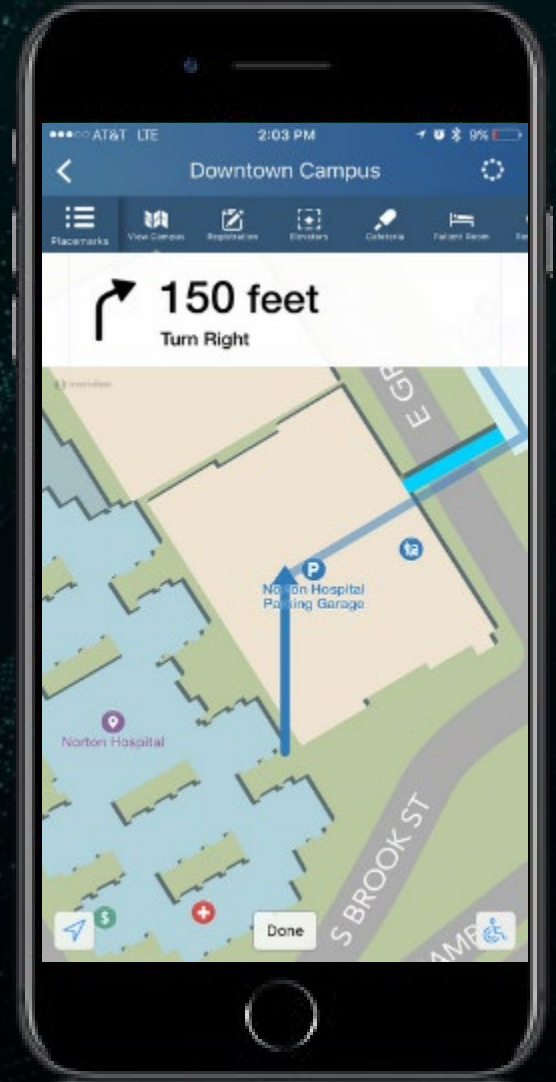 AT&T LTE 2:03 PM 9%
Downtown Campus
Placemarks View Campus Registration Elevators Cafeteria Patient Room
150 feet
Turn Right
E GR
P
Norton Hospital
Parking Garage
Norton Hospital
S BROOK ST
$
Done
AMP